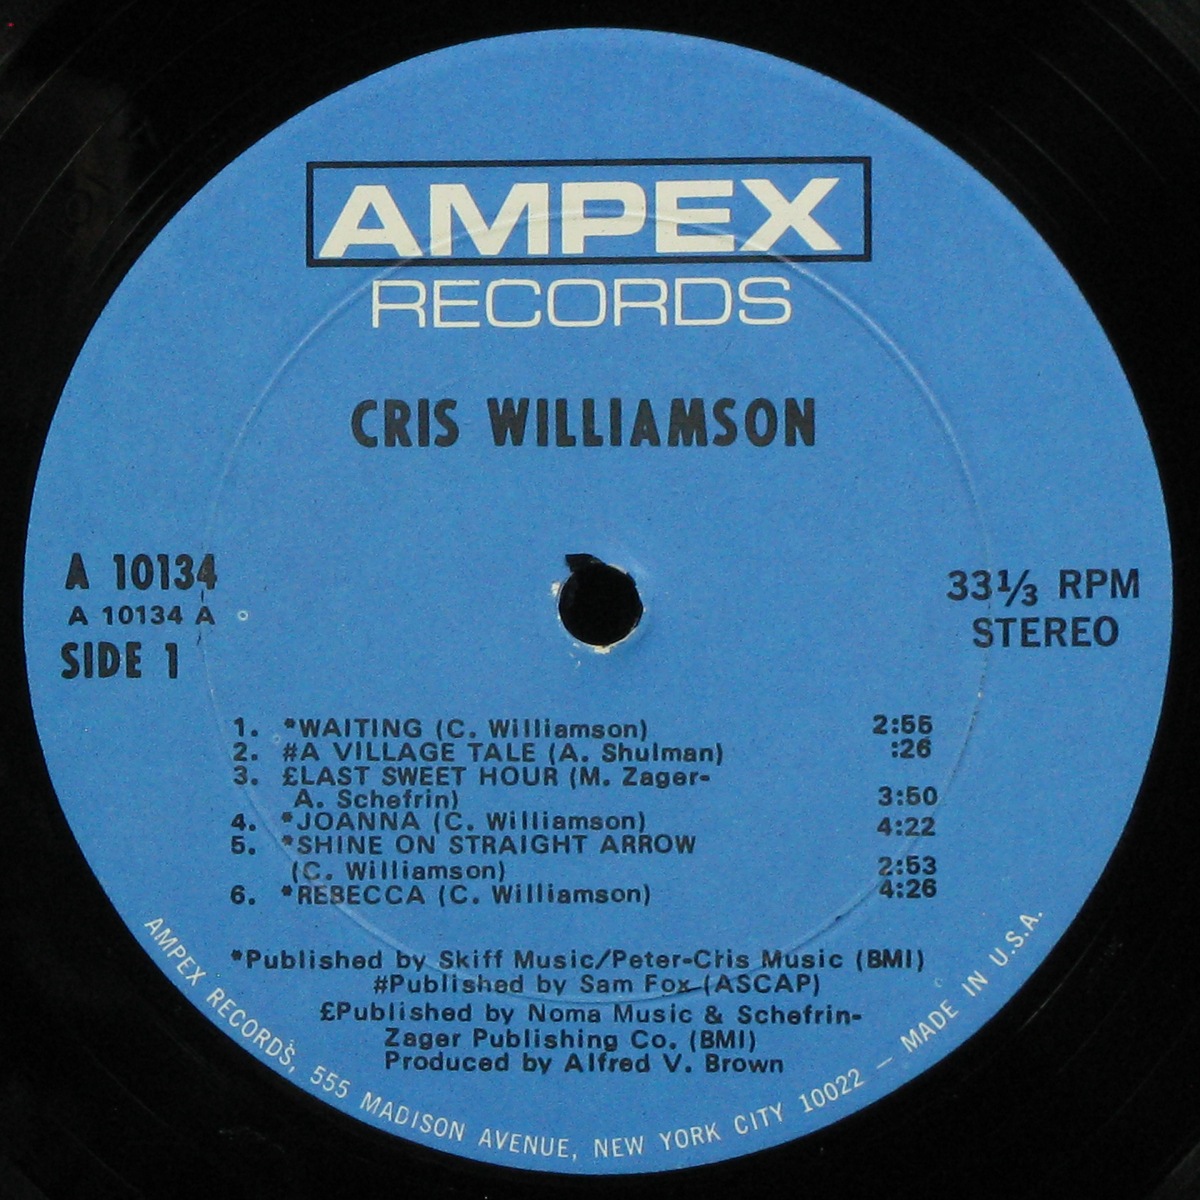 AMPEX
RECORDS
CRIS WILLIAMSON
A 10134
A 10134 A
SIDE 1
33⅓ RPM
STEREO
1. *WAITING (C. Williamson) 2:56
2. #A VILLAGE TALE (A. Shulman) :26
3. £LAST SWEET HOUR (M. Zager-
A. Schefrin) 3:50
4. *JOANNA (C. Williamson) 4:22
5. *SHINE ON STRAIGHT ARROW
(C. Williamson) 2:53
6. *REBECCA (C. Williamson) 4:26
*Published by Skiff Music/Peter-Cris Music (BMI)
#Published by Sam Fox (ASCAP)
£Published by Noma Music & Schefrin-
Zager Publishing Co. (BMI)
Produced by Alfred V. Brown
AMPEX RECORDS, 555 MADISON AVENUE, NEW YORK CITY 10022 — MADE IN U.S.A.